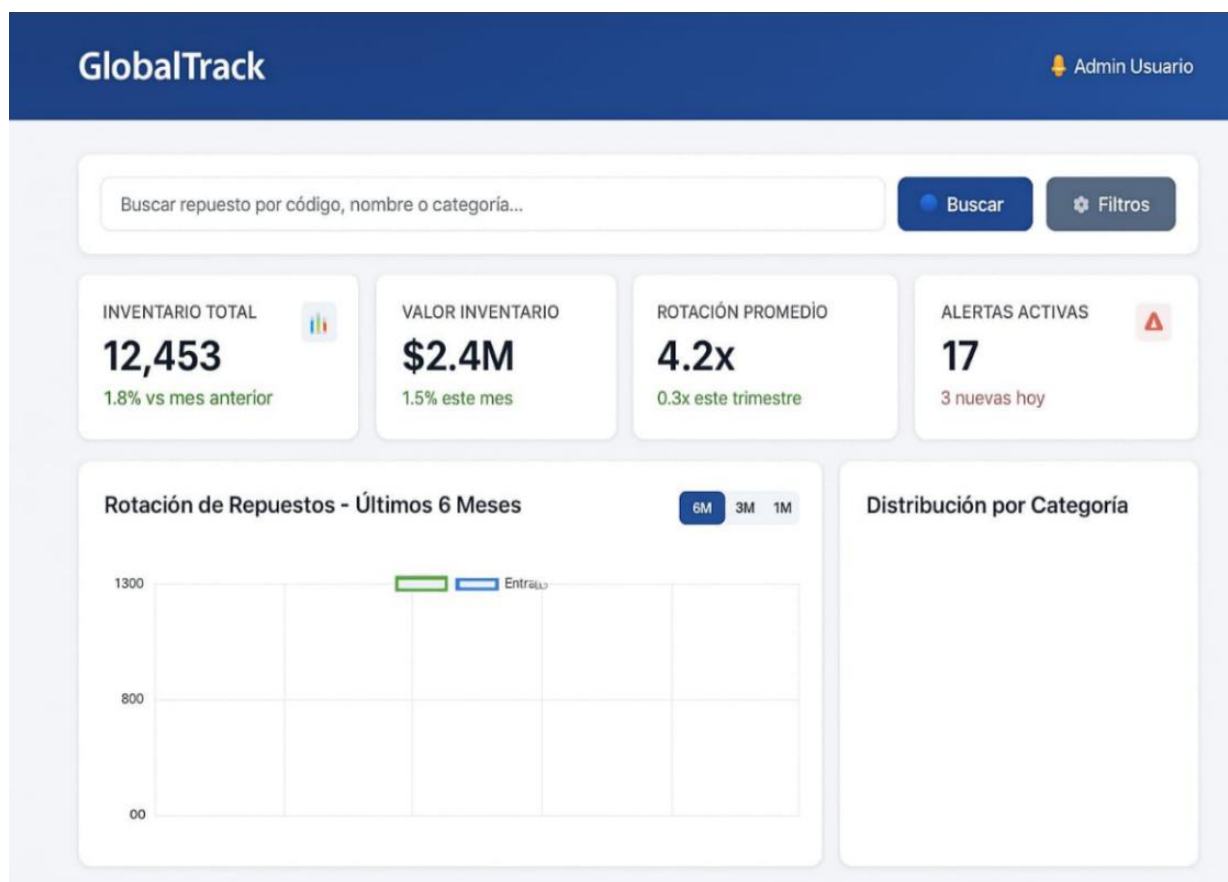 GlobalTrack
Admin Usuario
Buscar repuesto por código, nombre o categoría...
Buscar
Filtros
INVENTARIO TOTAL
12,453
1.8% vs mes anterior
VALOR INVENTARIO
$2.4M
1.5% este mes
ROTACIÓN PROMEDIO
4.2x
0.3x este trimestre
ALERTAS ACTIVAS
17
3 nuevas hoy
Rotación de Repuestos - Últimos 6 Meses
6M 3M 1M
1300
800
00
Distribución por Categoría